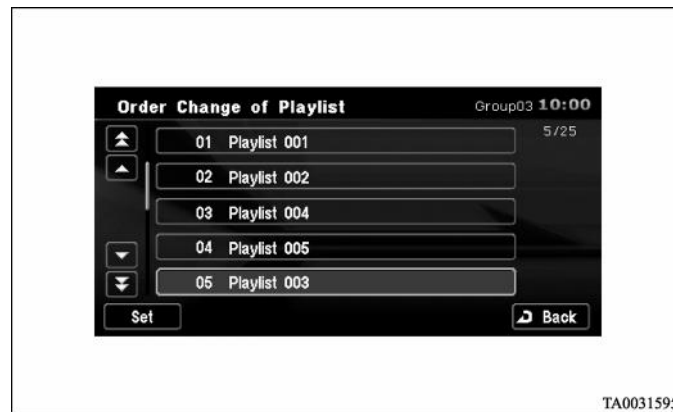 Order Change of Playlist Group03 10:00
5/25
01 Playlist 001
02 Playlist 002
03 Playlist 004
04 Playlist 005
05 Playlist 003
Set Back